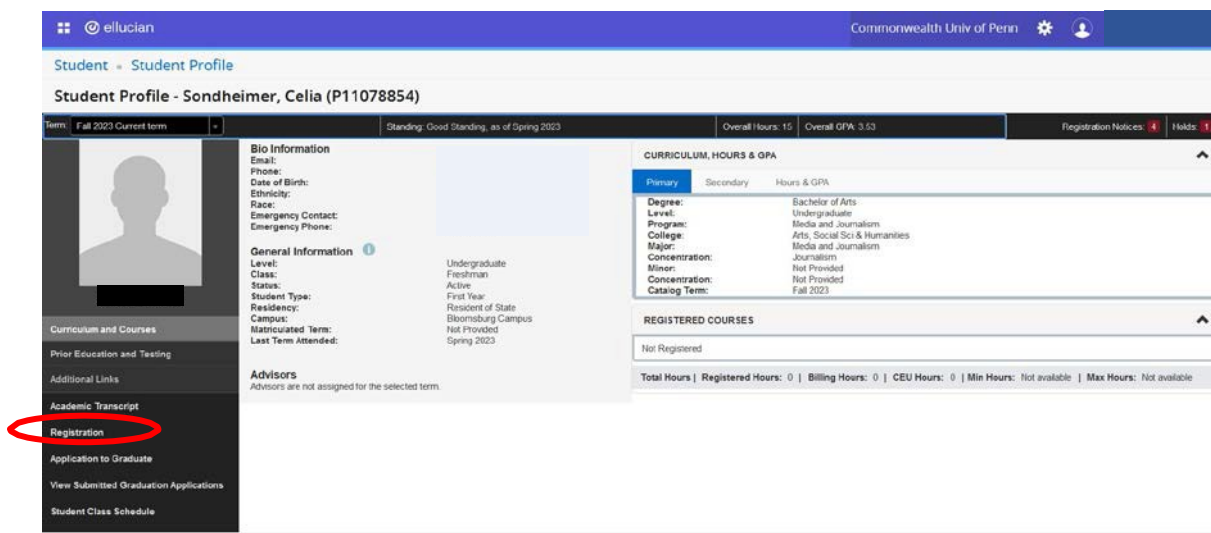 ellucian
Commonwealth Univ of Penn
Student • Student Profile
Student Profile - Sondheimer, Celia (P11078854)
Term: Fall 2023 Current term
Standing: Good Standing, as of Spring 2023
Overall Hours: 15
Overall GPA: 3.53
Registration Notices: 4
Holds: 1
Curriculum and Courses
Prior Education and Testing
Additional Links
Academic Transcript
Registration
Application to Graduate
View Submitted Graduation Applications
Student Class Schedule
Bio Information
Email:
Phone:
Date of Birth:
Ethnicity:
Race:
Emergency Contact:
Emergency Phone:
General Information
Level: Undergraduate
Class: Freshman
Status: Active
Student Type: First Year
Residency: Resident of State
Campus: Bloomsburg Campus
Matriculated Term: Not Provided
Last Term Attended: Spring 2023
Advisors
Advisors are not assigned for the selected term.
CURRICULUM, HOURS & GPA
Primary Secondary Hours & GPA
Degree: Bachelor of Arts
Level: Undergraduate
Program: Media and Journalism
College: Arts, Social Sci & Humanities
Major: Media and Journalism
Concentration: Journalism
Minor: Not Provided
Concentration: Not Provided
Catalog Term: Fall 2023
REGISTERED COURSES
Not Registered
Total Hours | Registered Hours: 0 | Billing Hours: 0 | CEU Hours: 0 | Min Hours: Not available | Max Hours: Not available